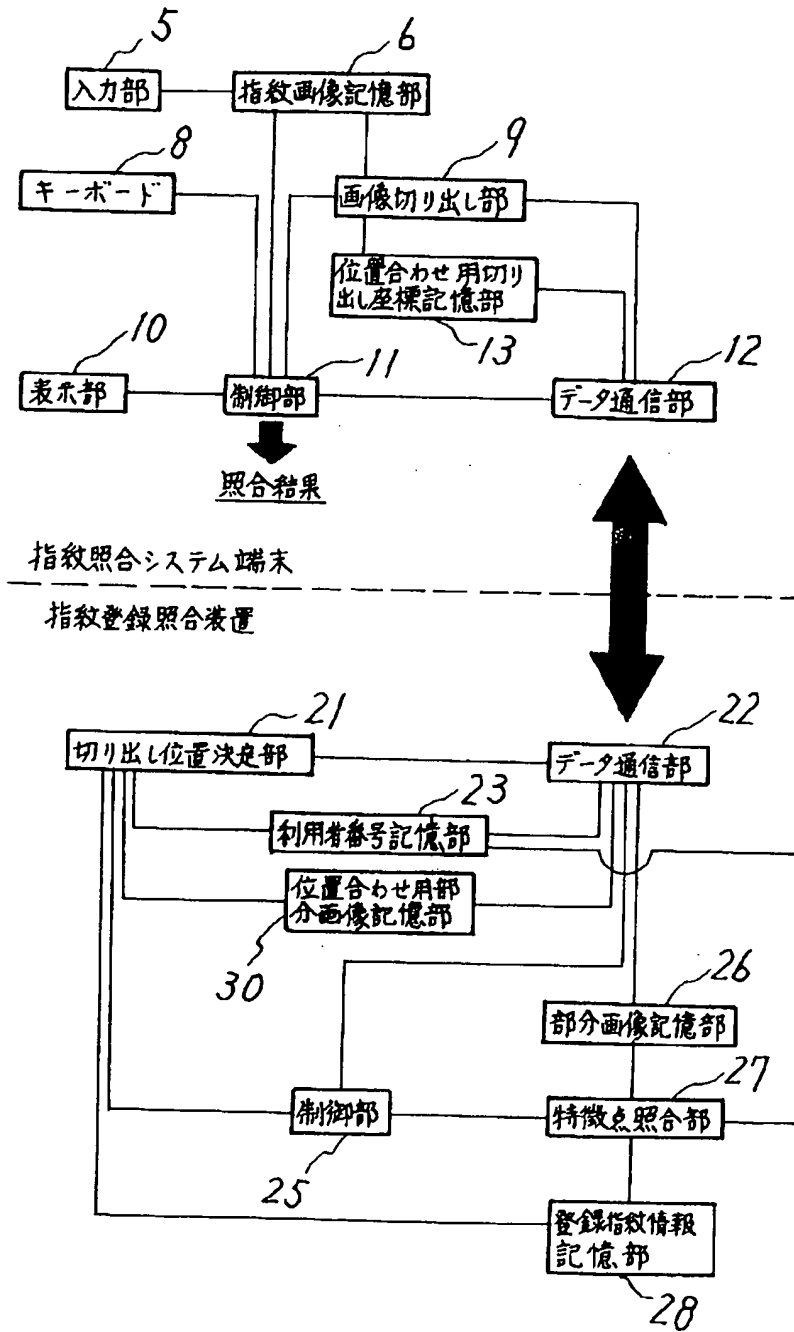 5
6
入力部
指紋画像記憶部
8
9
キーボード
画像切り出し部
位置合わせ用切り
出し座標記憶部
10
11
13
12
表示部
制御部
データ通信部
照合結果
指紋照合システム端末
指紋登録照合装置
21
22
切り出し位置決定部
データ通信部
23
利用者番号記憶部
位置合わせ用部
分画像記憶部
30
26
部分画像記憶部
27
制御部
特徴点照合部
25
登録指紋情報
記憶部
28